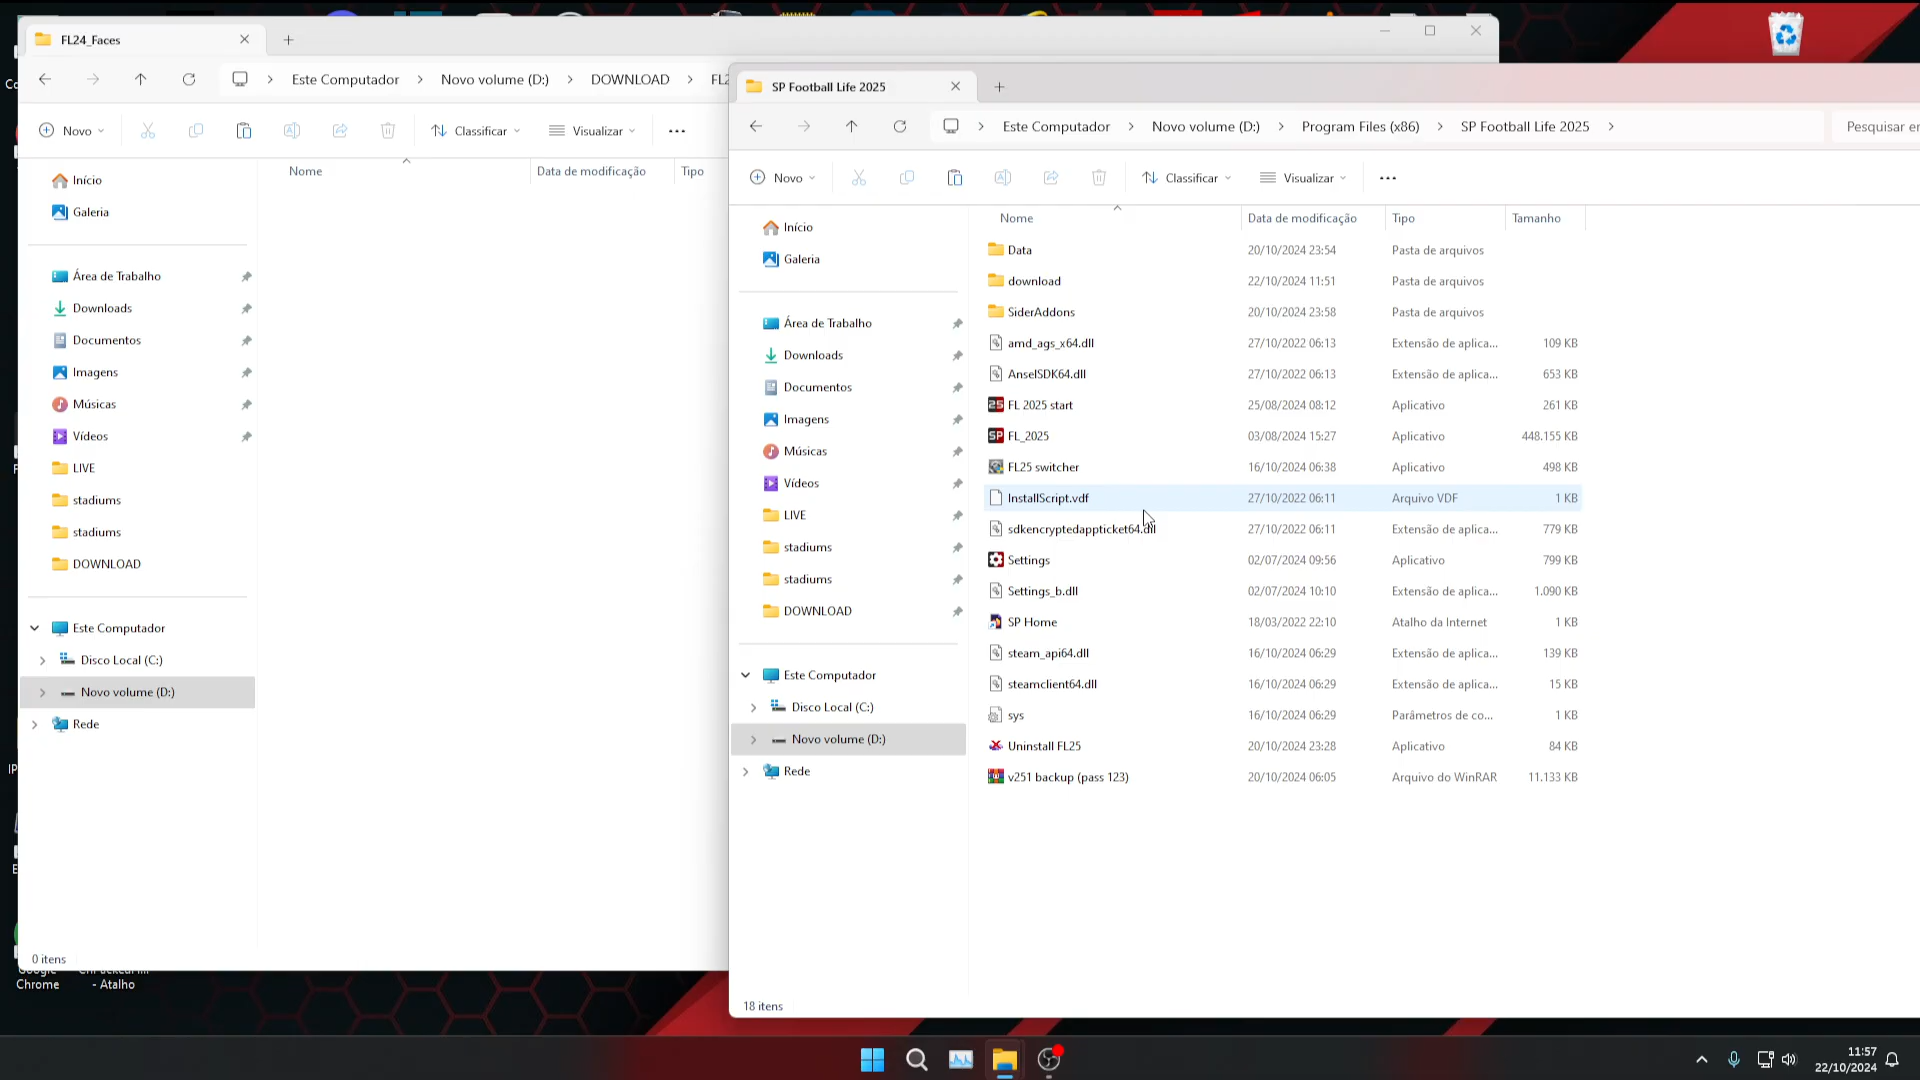 FL24_Faces
Este Computador > Novo volume (D:) > DOWNLOAD > FL2
Novo
Classificar
Visualizar
Nome
Data de modificação
Tipo
Início
Galeria
Área de Trabalho
Downloads
Documentos
Imagens
Músicas
Vídeos
LIVE
stadiums
stadiums
DOWNLOAD
Este Computador
Disco Local (C:)
Novo volume (D:)
Rede
0 itens
Chrome
- Atalho
SP Football Life 2025
Este Computador > Novo volume (D:) > Program Files (x86) > SP Football Life 2025 >
Pesquisar em
Novo
Classificar
Visualizar
Início
Galeria
Área de Trabalho
Downloads
Documentos
Imagens
Músicas
Vídeos
LIVE
stadiums
stadiums
DOWNLOAD
Este Computador
Disco Local (C:)
Novo volume (D:)
Rede
Nome Data de modificação Tipo Tamanho
Data 20/10/2024 23:54 Pasta de arquivos
download 22/10/2024 11:51 Pasta de arquivos
SiderAddons 20/10/2024 23:58 Pasta de arquivos
amd_ags_x64.dll 27/10/2022 06:13 Extensão de aplica... 109 KB
AnselSDK64.dll 27/10/2022 06:13 Extensão de aplica... 653 KB
FL 2025 start 25/08/2024 08:12 Aplicativo 261 KB
FL_2025 03/08/2024 15:27 Aplicativo 448.155 KB
FL25 switcher 16/10/2024 06:38 Aplicativo 498 KB
InstallScript.vdf 27/10/2022 06:11 Arquivo VDF 1 KB
sdkencryptedappticket64.dll 27/10/2022 06:11 Extensão de aplica... 779 KB
Settings 02/07/2024 09:56 Aplicativo 799 KB
Settings_b.dll 02/07/2024 10:10 Extensão de aplica... 1.090 KB
SP Home 18/03/2022 22:10 Atalho da Internet 1 KB
steam_api64.dll 16/10/2024 06:29 Extensão de aplica... 139 KB
steamclient64.dll 16/10/2024 06:29 Extensão de aplica... 15 KB
sys 16/10/2024 06:29 Parâmetros de co... 1 KB
Uninstall FL25 20/10/2024 23:28 Aplicativo 84 KB
v251 backup (pass 123) 20/10/2024 06:05 Arquivo do WinRAR 11.133 KB
18 itens
11:57
22/10/2024